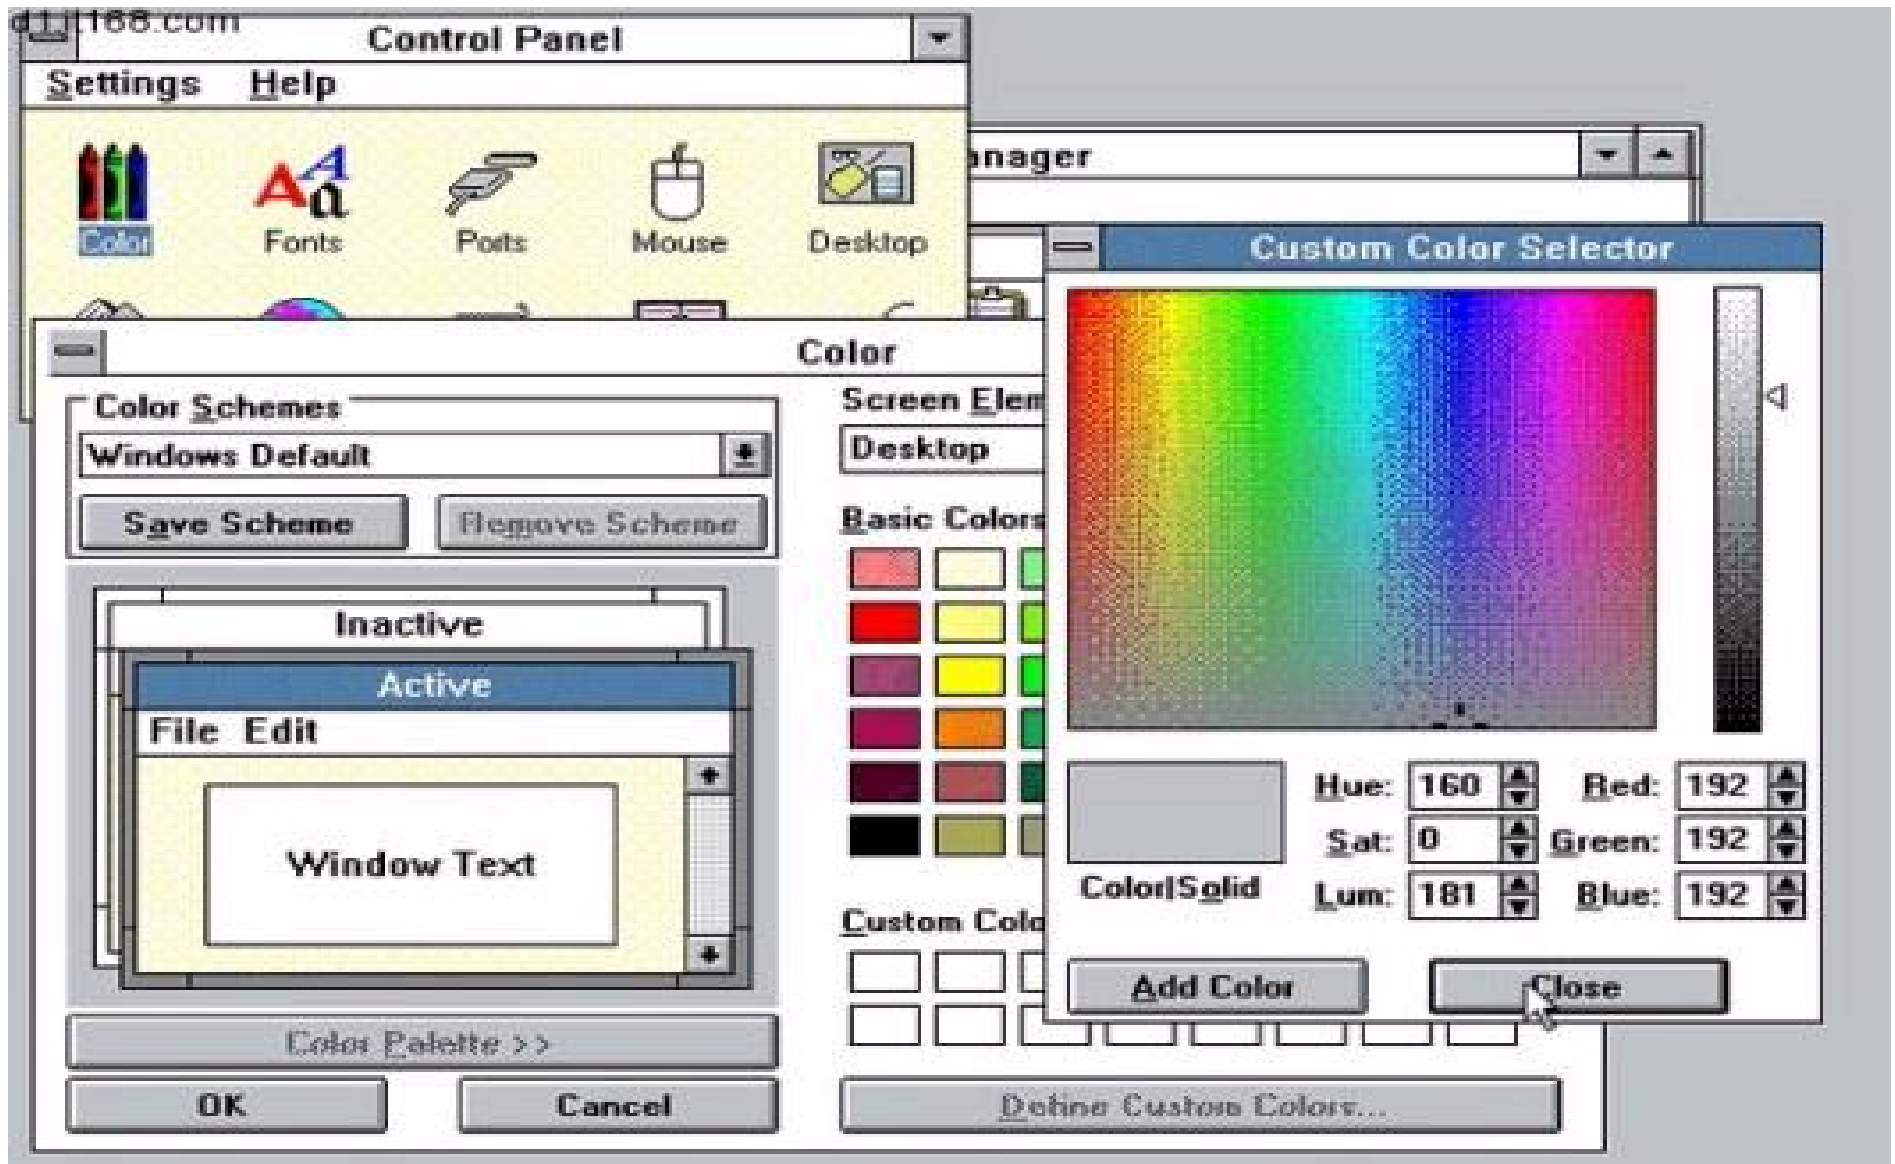 Control Panel
Settings Help
Color Fonts Ports Mouse Desktop
anager
Custom Color Selector
Color
Color Schemes
Windows Default
Save Scheme Remove Scheme
Inactive
Active
File Edit
Window Text
Color Palette >>
OK Cancel
Screen Elem
Desktop
Basic Colors
Custom Colo
Define Custom Colors...
Hue: 160 Red: 192
Sat: 0 Green: 192
Lum: 181 Blue: 192
Color|Solid
Add Color Close